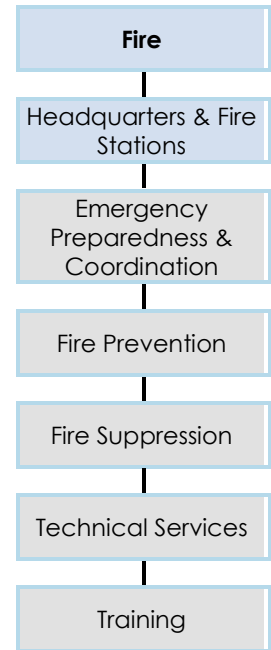 Fire
Headquarters & Fire
Stations
Emergency
Preparedness &
Coordination
Fire Prevention
Fire Suppression
Technical Services
Training